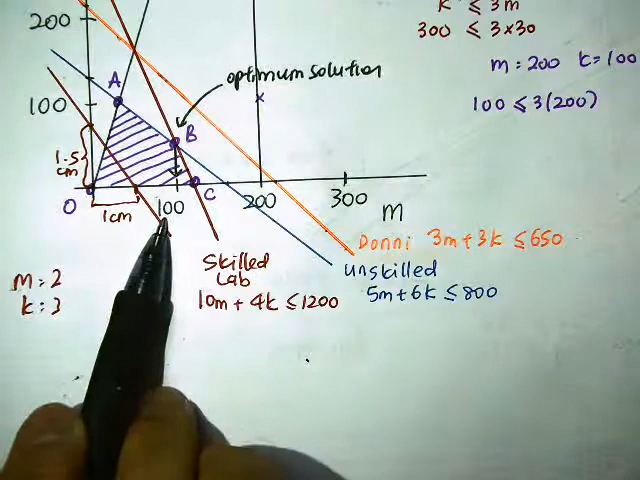 K ≤ 3m
300 ≤ 3×30
m = 200 k = 100
100 ≤ 3(200)
200
optimum solution
A
100
B
1.5
cm
C
O
1cm
100
200
300
m
Donni 3m+3k ≤ 650
Skilled
Lab
10m + 4k ≤ 1200
Unskilled
5m+6k ≤ 800
m = 2
k = 3